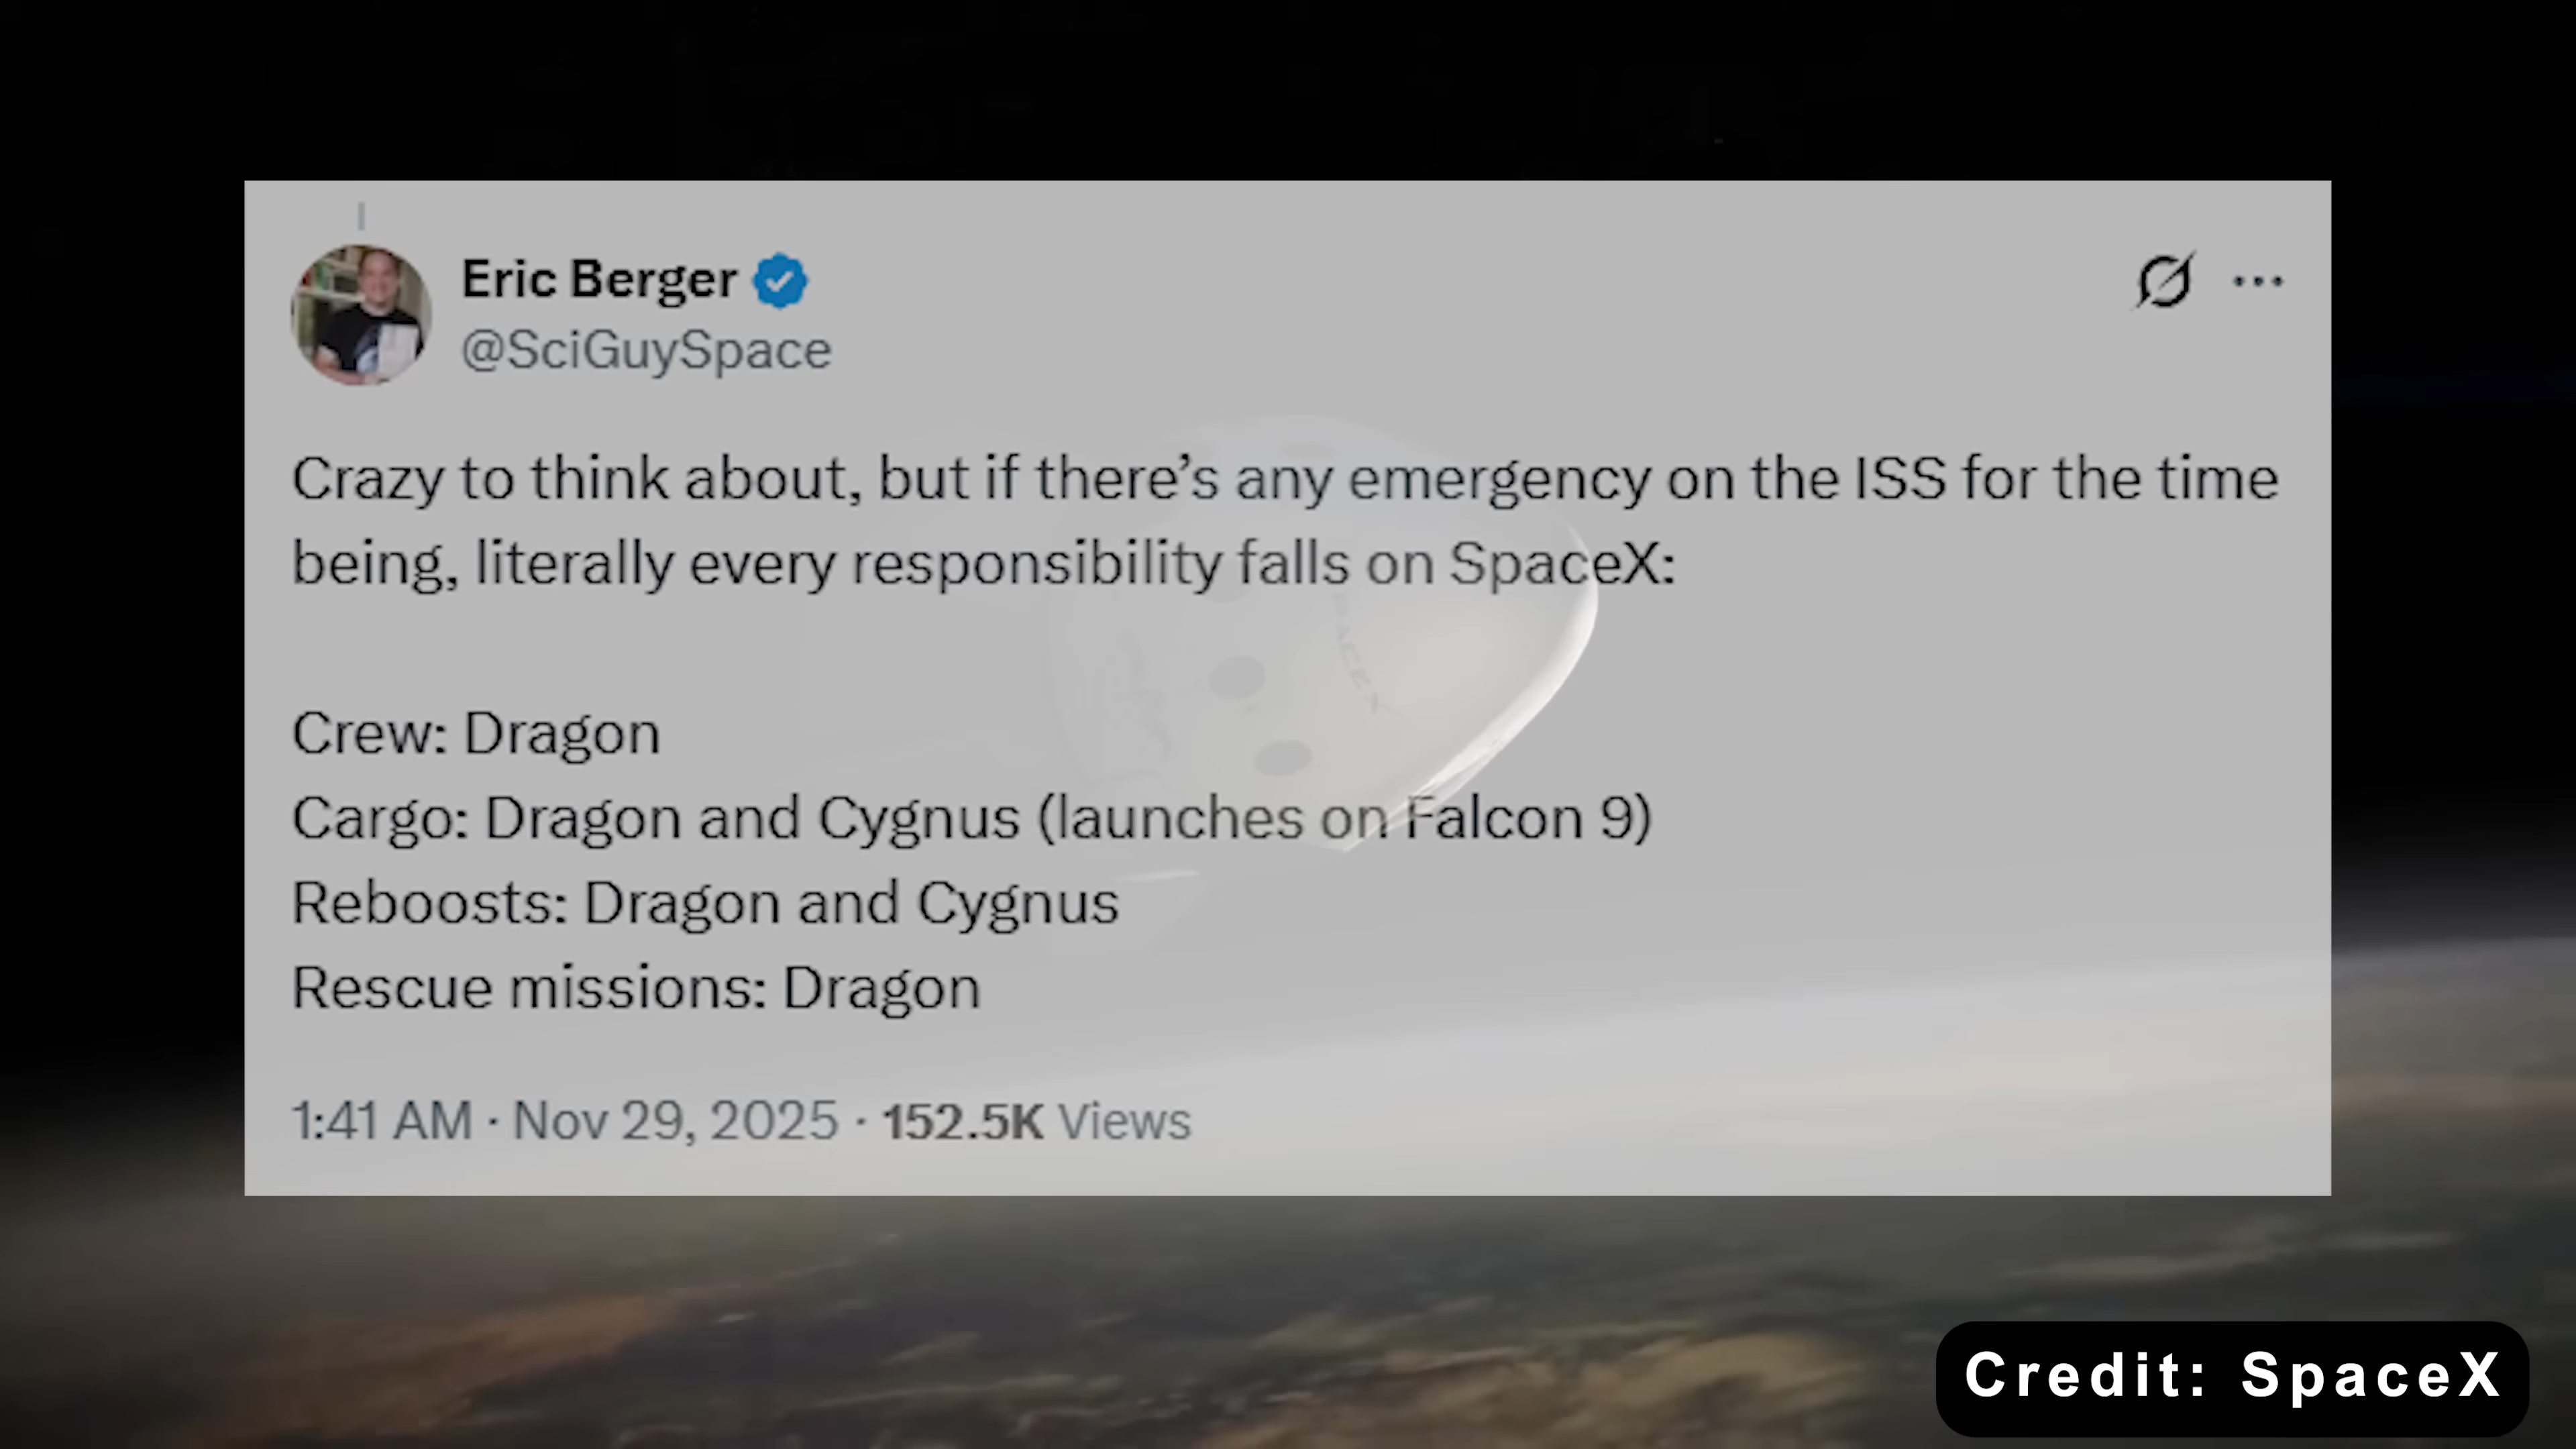 Eric Berger
@SciGuySpace
Crazy to think about, but if there’s any emergency on the ISS for the time
being, literally every responsibility falls on SpaceX:
Crew: Dragon
Cargo: Dragon and Cygnus (launches on Falcon 9)
Reboosts: Dragon and Cygnus
Rescue missions: Dragon
1:41 AM · Nov 29, 2025 · 152.5K Views
SPACEX
Credit: SpaceX